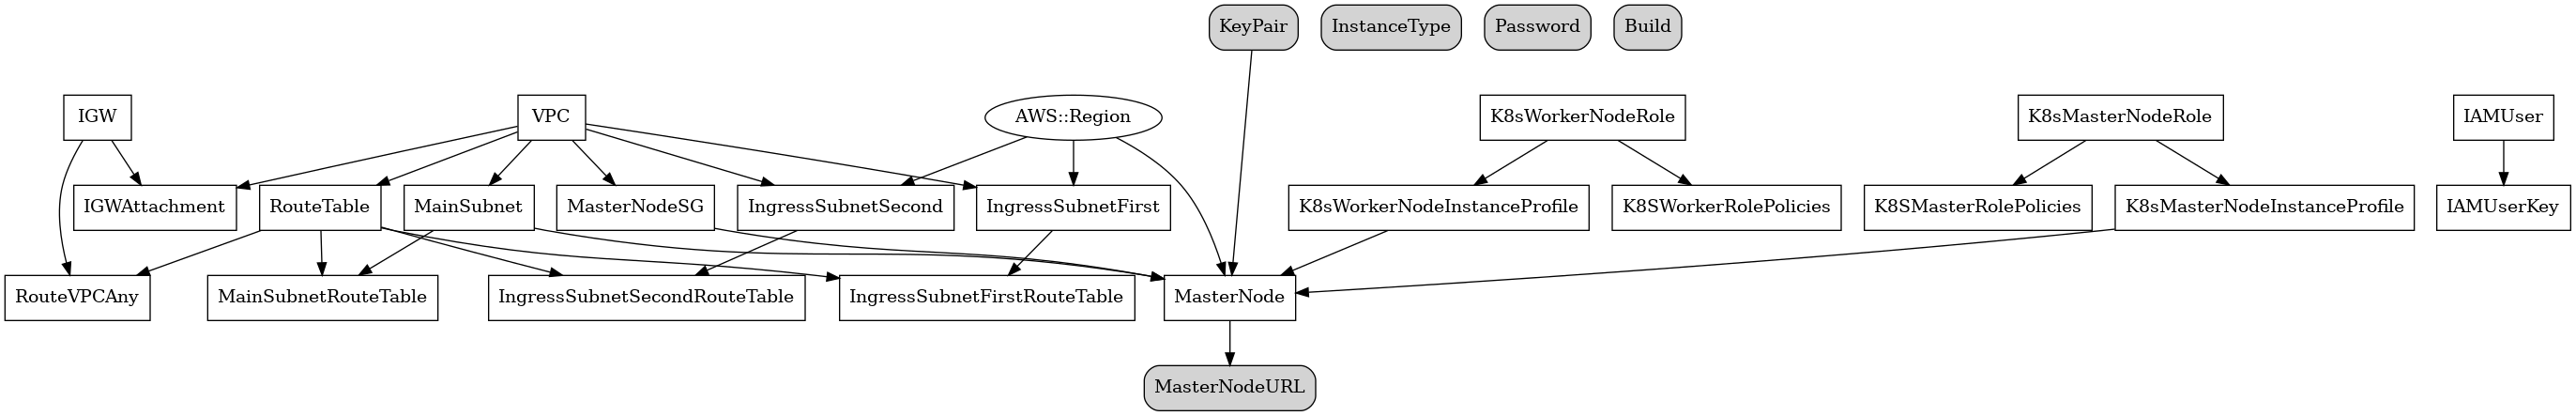 KeyPair
InstanceType
Password
Build
IGW
VPC
AWS::Region
K8sWorkerNodeRole
K8sMasterNodeRole
IAMUser
IGWAttachment
RouteTable
MainSubnet
MasterNodeSG
IngressSubnetSecond
IngressSubnetFirst
K8sWorkerNodeInstanceProfile
K8SWorkerRolePolicies
K8SMasterRolePolicies
K8sMasterNodeInstanceProfile
IAMUserKey
RouteVPCAny
MainSubnetRouteTable
IngressSubnetSecondRouteTable
IngressSubnetFirstRouteTable
MasterNode
MasterNodeURL